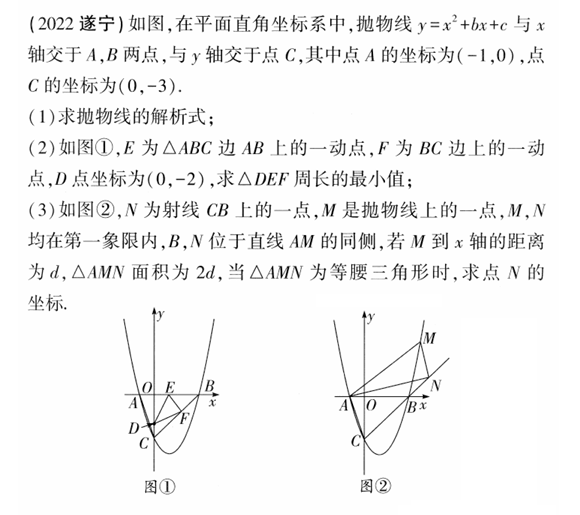 (2022 遂宁)如图,在平面直角坐标系中,抛物线 y=x²+bx+c 与 x
轴交于 A,B 两点,与 y 轴交于点 C,其中点 A 的坐标为(-1,0),点
C 的坐标为(0,-3).
(1)求抛物线的解析式;
(2)如图①,E 为△ABC 边 AB 上的一动点,F 为 BC 边上的一动
点,D 点坐标为(0,-2),求△DEF 周长的最小值;
(3)如图②,N 为射线 CB 上的一点,M 是抛物线上的一点,M,N
均在第一象限内,B,N 位于直线 AM 的同侧,若 M 到 x 轴的距离
为 d,△AMN 面积为 2d,当△AMN 为等腰三角形时,求点 N 的
坐标.
y
O E B
A x
D F
C
图①
y
M
N
A O B x
C
图②